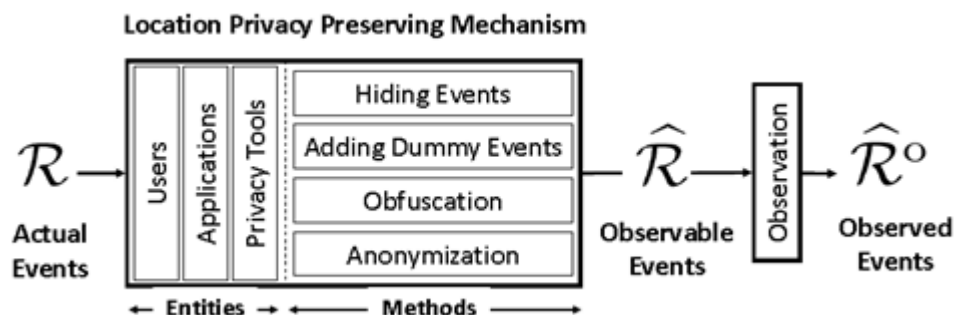 Location Privacy Preserving Mechanism
Users
Applications
Privacy Tools
Hiding Events
Adding Dummy Events
Obfuscation
Anonymization
Entities
Methods
ℛ
Actual
Events
ℛ̂
Observable
Events
Observation
ℛ̂ᴼ
Observed
Events